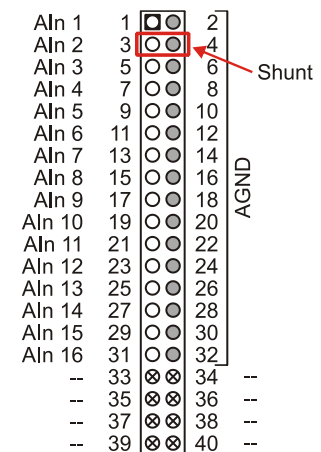 AIn 1 1 2
AIn 2 3 4
AIn 3 5 6 Shunt
AIn 4 7 8
AIn 5 9 10
AIn 6 11 12
AIn 7 13 14
AIn 8 15 16
AIn 9 17 18 AGND
AIn 10 19 20
AIn 11 21 22
AIn 12 23 24
AIn 13 25 26
AIn 14 27 28
AIn 15 29 30
AIn 16 31 32
-- 33 34 --
-- 35 36 --
-- 37 38 --
-- 39 40 --